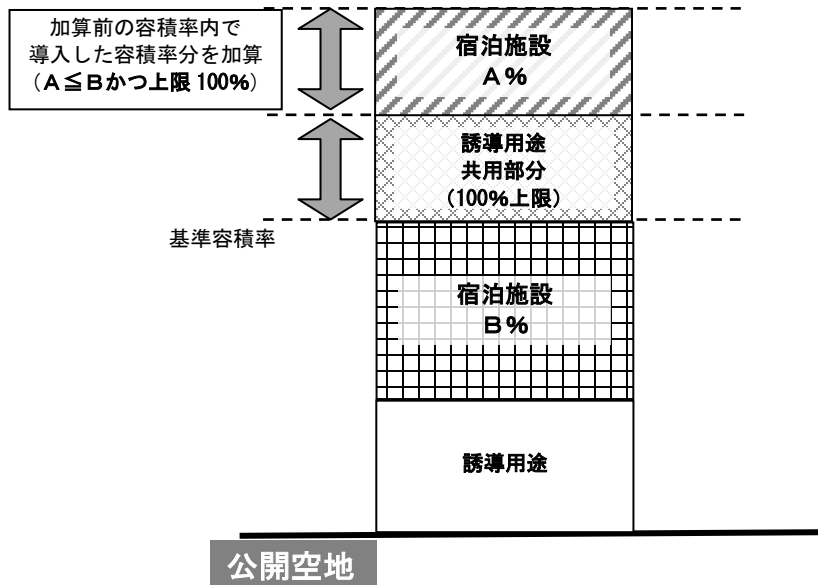 加算前の容積率内で
導入した容積率分を加算
（Ａ≦Ｂかつ上限 100%）
宿泊施設
Ａ％
誘導用途
共用部分
(100%上限)
基準容積率
宿泊施設
Ｂ％
誘導用途
公開空地